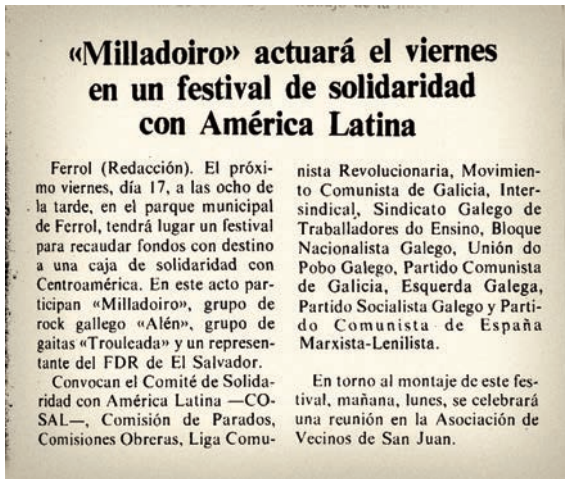 «Milladoiro» actuará el viernes
en un festival de solidaridad
con América Latina
Ferrol (Redacción). El próxi-
mo viernes, día 17, a las ocho de
la tarde, en el parque municipal
de Ferrol, tendrá lugar un festival
para recaudar fondos con destino
a una caja de solidaridad con
Centroamérica. En este acto par-
ticipan «Milladoiro», grupo de
rock gallego «Alén», grupo de
gaitas «Trouleada» y un represen-
tante del FDR de El Salvador.
Convocan el Comité de Solida-
ridad con América Latina —CO-
SAL—, Comisión de Parados,
Comisiones Obreras, Liga Comu-
nista Revolucionaria, Movimien-
to Comunista de Galicia, Inter-
sindical, Sindicato Galego de
Traballadores do Ensino, Bloque
Nacionalista Galego, Unión do
Pobo Galego, Partido Comunista
de Galicia, Esquerda Galega,
Partido Socialista Galego y Parti-
do Comunista de España
Marxista-Lenilista.
En torno al montaje de este fes-
tival, mañana, lunes, se celebrará
una reunión en la Asociación de
Vecinos de San Juan.